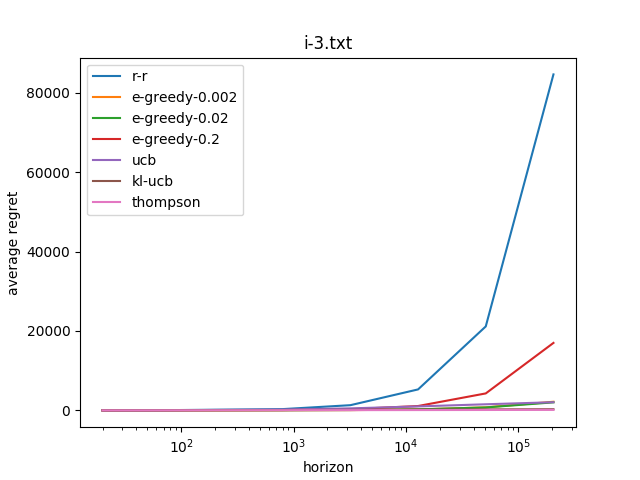 i-3.txt
r-r
e-greedy-0.002
e-greedy-0.02
e-greedy-0.2
ucb
kl-ucb
thompson
average regret
80000
60000
40000
20000
0
10²
10³
10⁴
10⁵
horizon